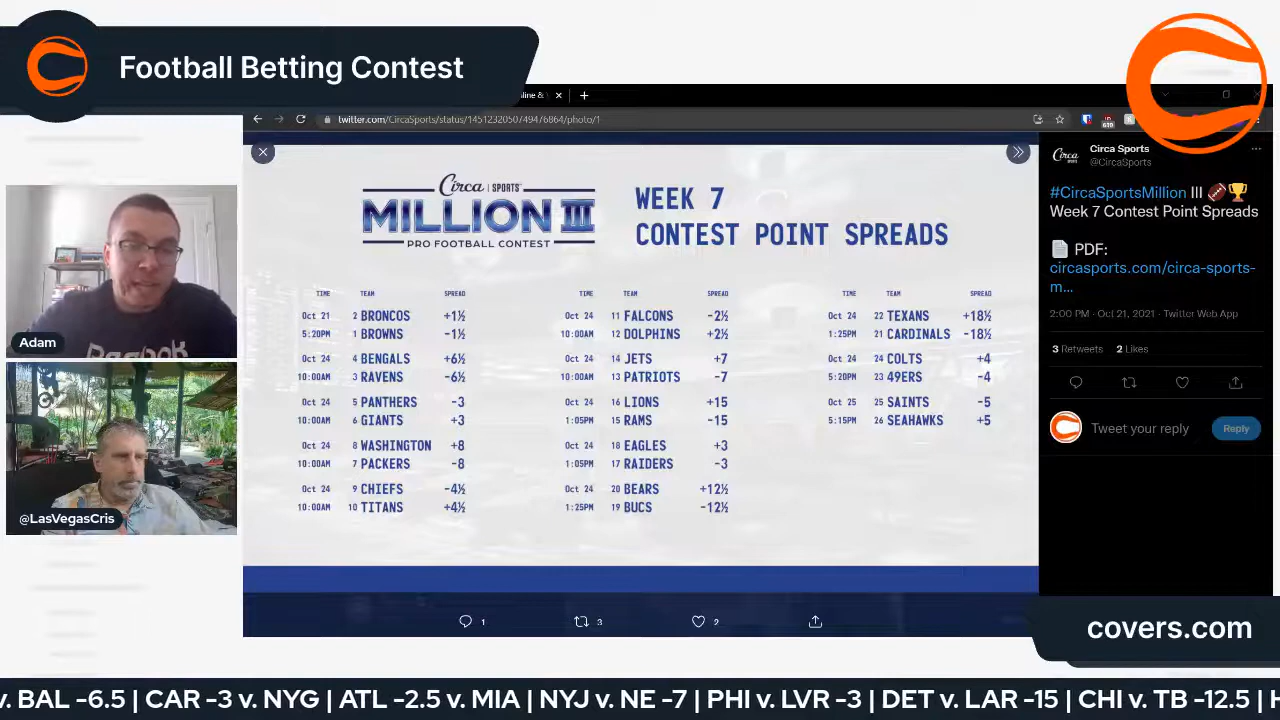 Football Betting Contest
line &
twitter.com/CircaSports/status/1451232050749476864/photo/1
Circa | SPORTS
MILLION III
PRO FOOTBALL CONTEST
WEEK 7
CONTEST POINT SPREADS
TIME TEAM SPREAD
Oct 21 2 BRONCOS +1½
5:20PM 1 BROWNS -1½
Oct 24 4 BENGALS +6½
10:00AM 3 RAVENS -6½
Oct 24 5 PANTHERS -3
10:00AM 6 GIANTS +3
Oct 24 8 WASHINGTON +8
10:00AM 7 PACKERS -8
Oct 24 9 CHIEFS -4½
10:00AM 10 TITANS +4½
TIME TEAM SPREAD
Oct 24 11 FALCONS -2½
10:00AM 12 DOLPHINS +2½
Oct 24 14 JETS +7
10:00AM 13 PATRIOTS -7
Oct 24 16 LIONS +15
1:05PM 15 RAMS -15
Oct 24 18 EAGLES +3
1:05PM 17 RAIDERS -3
Oct 24 20 BEARS +12½
1:25PM 19 BUCS -12½
TIME TEAM SPREAD
Oct 24 22 TEXANS +18½
1:25PM 21 CARDINALS -18½
Oct 24 24 COLTS +4
5:20PM 23 49ERS -4
Oct 25 25 SAINTS -5
5:15PM 26 SEAHAWKS +5
1 3 2
Circa Sports
@CircaSports
#CircaSportsMillion III 🏈🏆
Week 7 Contest Point Spreads
📄 PDF:
circasports.com/circa-sports-
m...
2:00 PM · Oct 21, 2021 · Twitter Web App
3 Retweets 2 Likes
Tweet your reply Reply
Adam
Reebok
@LasVegasCris
covers.com
v. BAL -6.5 | CAR -3 v. NYG | ATL -2.5 v. MIA | NYJ v. NE -7 | PHI v. LVR -3 | DET v. LAR -15 | CHI v. TB -12.5 |